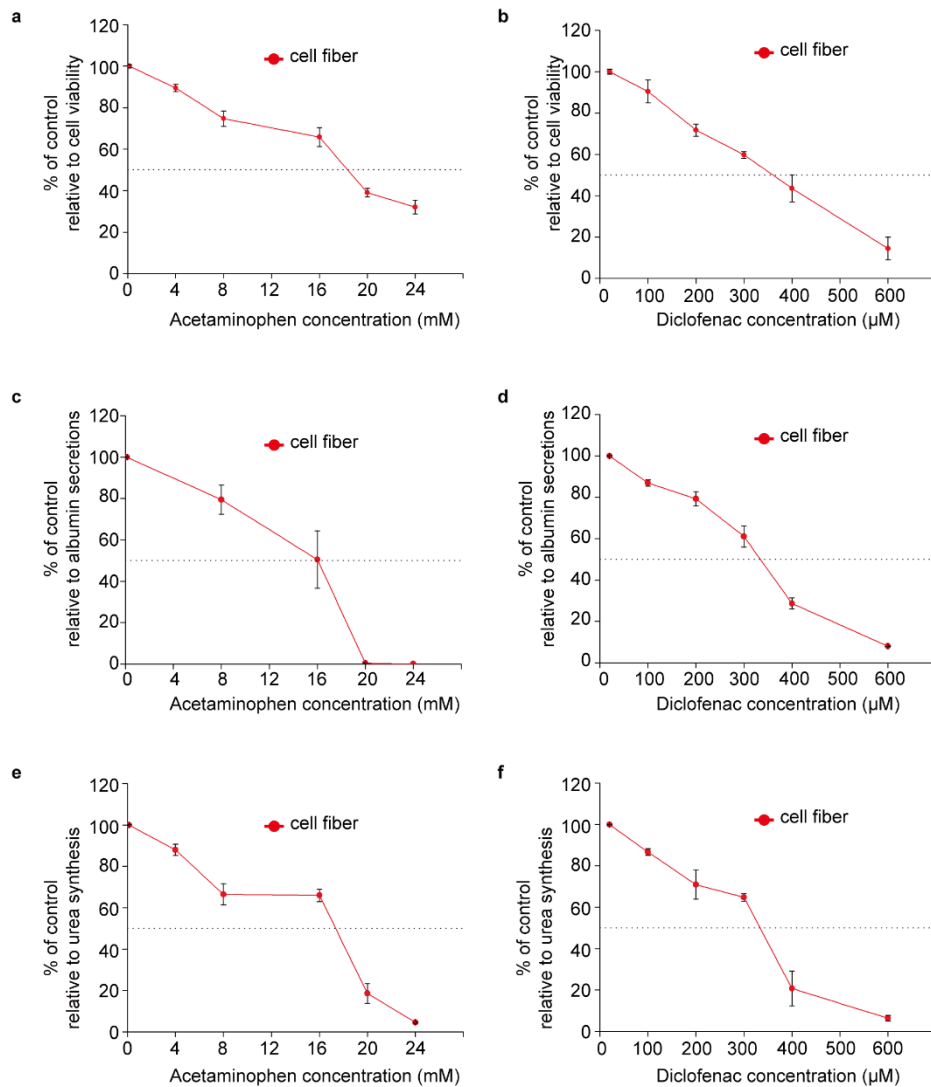 a
% of control
relative to cell viability
120
100
80
60
40
20
0
cell fiber
0 4 8 12 16 20 24
Acetaminophen concentration (mM)
b
% of control
relative to cell viability
120
100
80
60
40
20
0
cell fiber
0 100 200 300 400 500 600
Diclofenac concentration (µM)
c
% of control
relative to albumin secretions
120
100
80
60
40
20
0
cell fiber
0 4 8 12 16 20 24
Acetaminophen concentration (mM)
d
% of control
relative to albumin secretions
120
100
80
60
40
20
0
cell fiber
0 100 200 300 400 500 600
Diclofenac concentration (µM)
e
% of control
relative to urea synthesis
120
100
80
60
40
20
0
cell fiber
0 4 8 12 16 20 24
Acetaminophen concentration (mM)
f
% of control
relative to urea synthesis
120
100
80
60
40
20
0
cell fiber
0 100 200 300 400 500 600
Diclofenac concentration (µM)